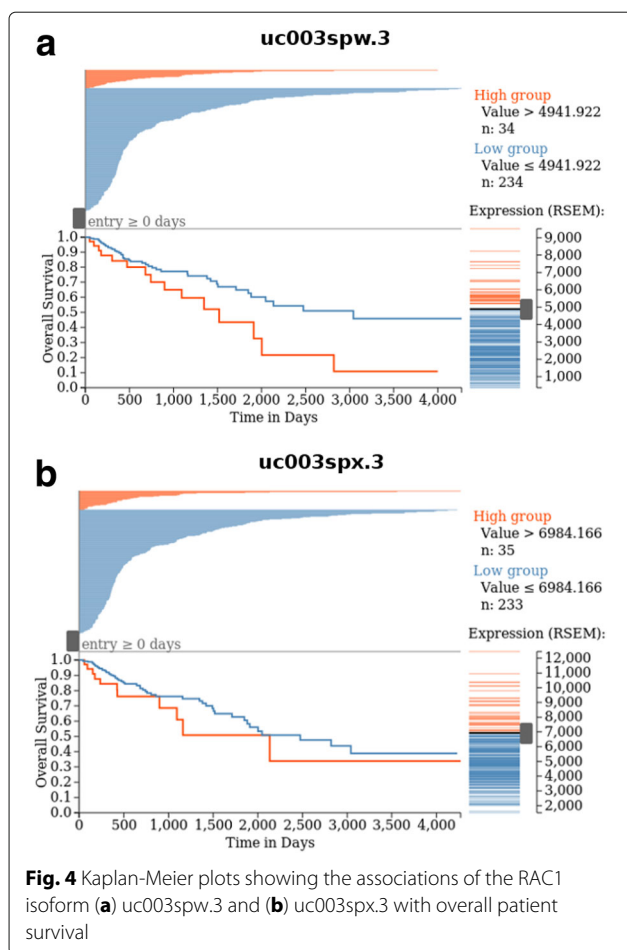 a
uc003spw.3
High group
Value > 4941.922
n: 34
Low group
Value ≤ 4941.922
n: 234
entry ≥ 0 days
Expression (RSEM):
1.0
0.9
0.8
0.7
0.6
0.5
0.4
0.3
0.2
0.1
0.0
Overall Survival
0 500 1,000 1,500 2,000 2,500 3,000 3,500 4,000
Time in Days
9,000
8,000
7,000
6,000
5,000
4,000
3,000
2,000
1,000
b
uc003spx.3
High group
Value > 6984.166
n: 35
Low group
Value ≤ 6984.166
n: 233
entry ≥ 0 days
Expression (RSEM):
1.0
0.9
0.8
0.7
0.6
0.5
0.4
0.3
0.2
0.1
0.0
Overall Survival
0 500 1,000 1,500 2,000 2,500 3,000 3,500 4,000
Time in Days
12,000
11,000
10,000
9,000
8,000
7,000
6,000
5,000
4,000
3,000
2,000
Fig. 4 Kaplan-Meier plots showing the associations of the RAC1
isoform (a) uc003spw.3 and (b) uc003spx.3 with overall patient
survival